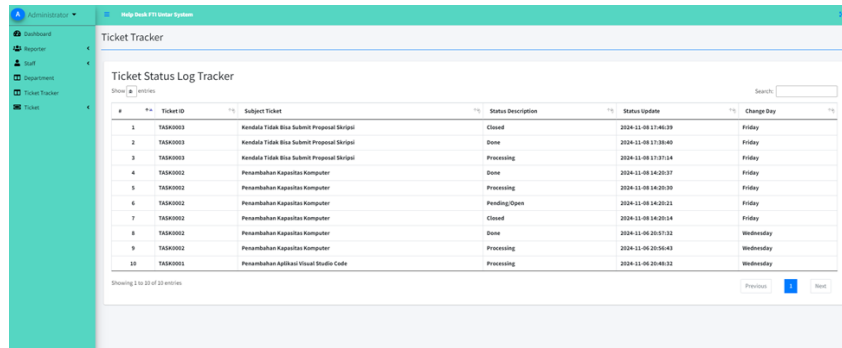 A Administrator
Help Desk FTI Untar System
Dashboard
Reporter
Staff
Department
Ticket Tracker
Ticket
Ticket Tracker
Ticket Status Log Tracker
Show entries
Search:
# Ticket ID Subject Ticket Status Description Status Update Change Day
1 TASK0003 Kendala Tidak Bisa Submit Proposal Skripsi Closed 2024-11-08 17:46:39 Friday
2 TASK0003 Kendala Tidak Bisa Submit Proposal Skripsi Done 2024-11-08 17:38:40 Friday
3 TASK0003 Kendala Tidak Bisa Submit Proposal Skripsi Processing 2024-11-08 17:37:14 Friday
4 TASK0002 Penambahan Kapasitas Komputer Done 2024-11-08 14:20:37 Friday
5 TASK0002 Penambahan Kapasitas Komputer Processing 2024-11-08 14:20:30 Friday
6 TASK0002 Penambahan Kapasitas Komputer Pending/Open 2024-11-08 14:20:21 Friday
7 TASK0002 Penambahan Kapasitas Komputer Closed 2024-11-08 14:20:14 Friday
8 TASK0002 Penambahan Kapasitas Komputer Done 2024-11-06 20:57:32 Wednesday
9 TASK0002 Penambahan Kapasitas Komputer Processing 2024-11-06 20:56:43 Wednesday
10 TASK0001 Penambahan Aplikasi Visual Studio Code Processing 2024-11-06 20:48:32 Wednesday
Showing 1 to 10 of 10 entries
Previous 1 Next